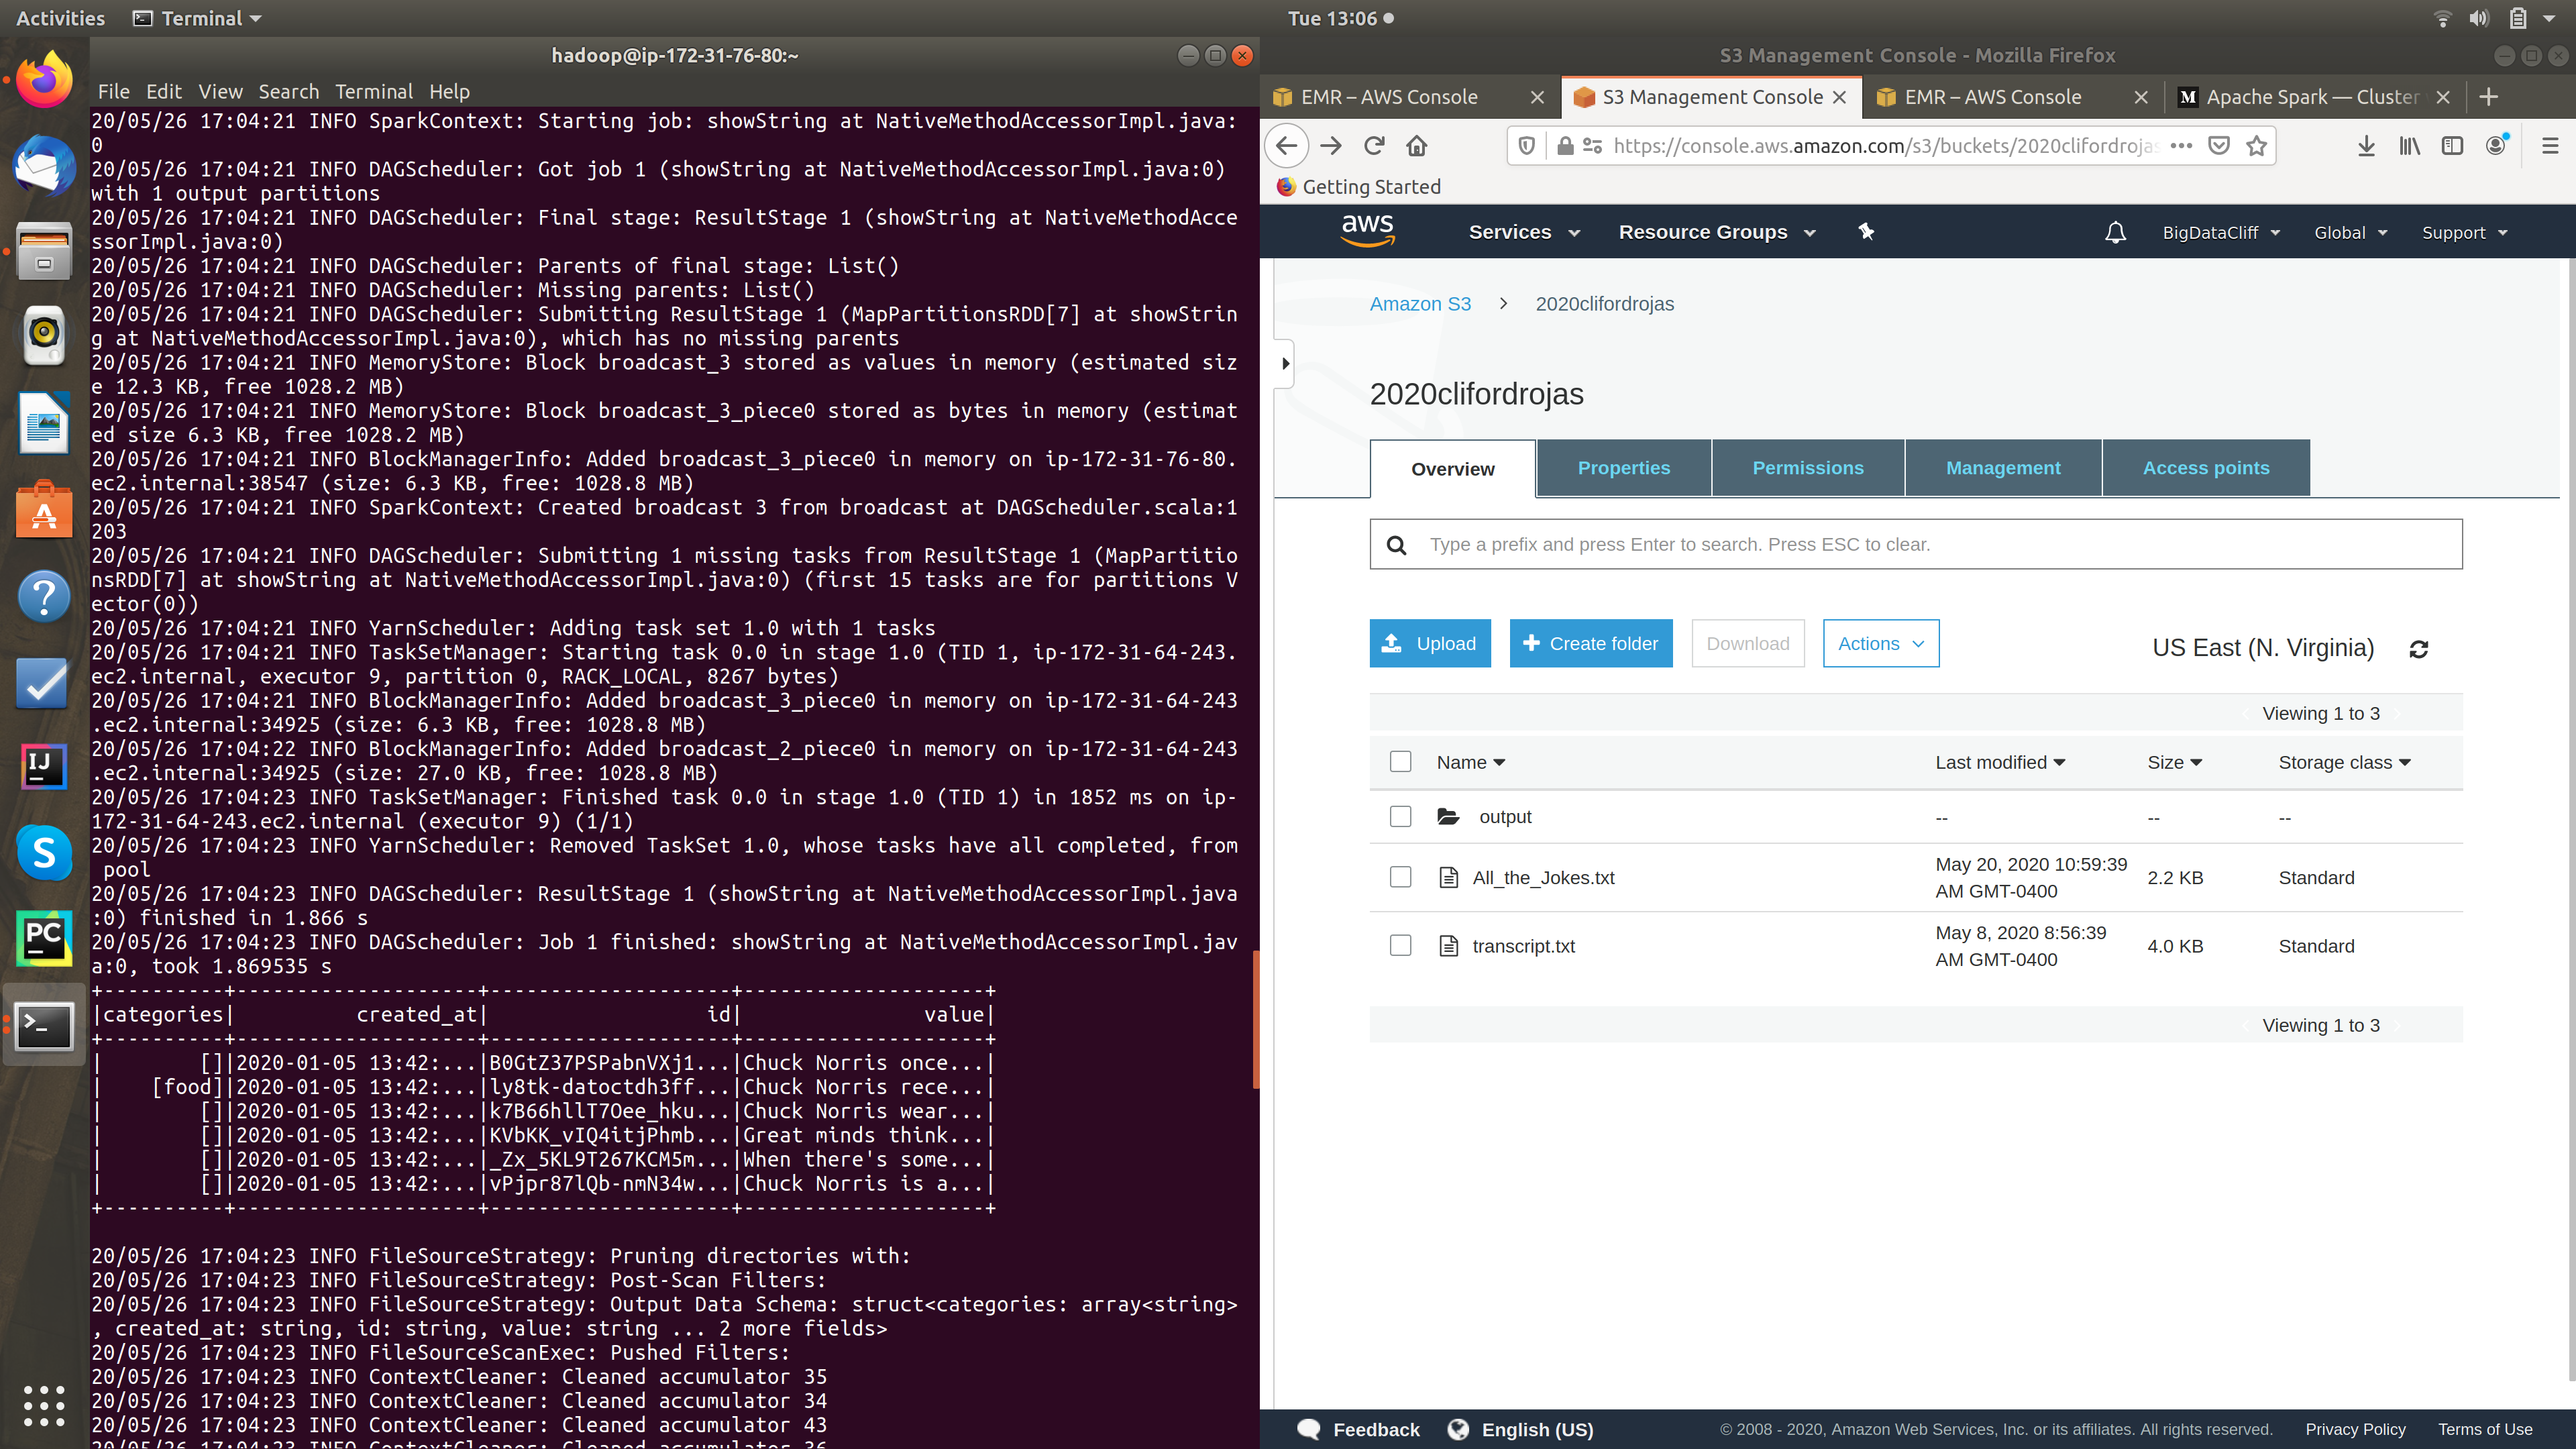 Activities
Terminal
Tue 13:06
hadoop@ip-172-31-76-80:~
File Edit View Search Terminal Help
20/05/26 17:04:21 INFO SparkContext: Starting job: showString at NativeMethodAccessorImpl.java:
0
20/05/26 17:04:21 INFO DAGScheduler: Got job 1 (showString at NativeMethodAccessorImpl.java:0)
with 1 output partitions
20/05/26 17:04:21 INFO DAGScheduler: Final stage: ResultStage 1 (showString at NativeMethodAcce
ssorImpl.java:0)
20/05/26 17:04:21 INFO DAGScheduler: Parents of final stage: List()
20/05/26 17:04:21 INFO DAGScheduler: Missing parents: List()
20/05/26 17:04:21 INFO DAGScheduler: Submitting ResultStage 1 (MapPartitionsRDD[7] at showStrin
g at NativeMethodAccessorImpl.java:0), which has no missing parents
20/05/26 17:04:21 INFO MemoryStore: Block broadcast_3 stored as values in memory (estimated siz
e 12.3 KB, free 1028.2 MB)
20/05/26 17:04:21 INFO MemoryStore: Block broadcast_3_piece0 stored as bytes in memory (estimat
ed size 6.3 KB, free 1028.2 MB)
20/05/26 17:04:21 INFO BlockManagerInfo: Added broadcast_3_piece0 in memory on ip-172-31-76-80.
ec2.internal:38547 (size: 6.3 KB, free: 1028.8 MB)
20/05/26 17:04:21 INFO SparkContext: Created broadcast 3 from broadcast at DAGScheduler.scala:1
203
20/05/26 17:04:21 INFO DAGScheduler: Submitting 1 missing tasks from ResultStage 1 (MapPartitio
nsRDD[7] at showString at NativeMethodAccessorImpl.java:0) (first 15 tasks are for partitions V
ector(0))
20/05/26 17:04:21 INFO YarnScheduler: Adding task set 1.0 with 1 tasks
20/05/26 17:04:21 INFO TaskSetManager: Starting task 0.0 in stage 1.0 (TID 1, ip-172-31-64-243.
ec2.internal, executor 9, partition 0, RACK_LOCAL, 8267 bytes)
20/05/26 17:04:21 INFO BlockManagerInfo: Added broadcast_3_piece0 in memory on ip-172-31-64-243
.ec2.internal:34925 (size: 6.3 KB, free: 1028.8 MB)
20/05/26 17:04:22 INFO BlockManagerInfo: Added broadcast_2_piece0 in memory on ip-172-31-64-243
.ec2.internal:34925 (size: 27.0 KB, free: 1028.8 MB)
20/05/26 17:04:23 INFO TaskSetManager: Finished task 0.0 in stage 1.0 (TID 1) in 1852 ms on ip-
172-31-64-243.ec2.internal (executor 9) (1/1)
20/05/26 17:04:23 INFO YarnScheduler: Removed TaskSet 1.0, whose tasks have all completed, from
 pool
20/05/26 17:04:23 INFO DAGScheduler: ResultStage 1 (showString at NativeMethodAccessorImpl.java
:0) finished in 1.866 s
20/05/26 17:04:23 INFO DAGScheduler: Job 1 finished: showString at NativeMethodAccessorImpl.jav
a:0, took 1.869535 s
+----------+--------------------+--------------------+--------------------+
|categories|          created_at|                  id|               value|
+----------+--------------------+--------------------+--------------------+
|        []|2020-01-05 13:42:...|B0GtZ37PSPabnVXj1...|Chuck Norris once...|
|    [food]|2020-01-05 13:42:...|ly8tk-datoctdh3ff...|Chuck Norris rece...|
|        []|2020-01-05 13:42:...|k7B66hllT7Oee_hku...|Chuck Norris wear...|
|        []|2020-01-05 13:42:...|KVbKK_vIQ4itjPhmb...|Great minds think...|
|        []|2020-01-05 13:42:...|_Zx_5KL9T267KCM5m...|When there's some...|
|        []|2020-01-05 13:42:...|vPjpr87lQb-nmN34w...|Chuck Norris is a...|
+----------+--------------------+--------------------+--------------------+
20/05/26 17:04:23 INFO FileSourceStrategy: Pruning directories with:
20/05/26 17:04:23 INFO FileSourceStrategy: Post-Scan Filters:
20/05/26 17:04:23 INFO FileSourceStrategy: Output Data Schema: struct<categories: array<string>
, created_at: string, id: string, value: string ... 2 more fields>
20/05/26 17:04:23 INFO FileSourceScanExec: Pushed Filters:
20/05/26 17:04:23 INFO ContextCleaner: Cleaned accumulator 35
20/05/26 17:04:23 INFO ContextCleaner: Cleaned accumulator 34
20/05/26 17:04:23 INFO ContextCleaner: Cleaned accumulator 43
S3 Management Console - Mozilla Firefox
EMR – AWS Console
S3 Management Console
EMR – AWS Console
M Apache Spark — Cluster
https://console.aws.amazon.com/s3/buckets/2020clifordrojas
Getting Started
aws Services Resource Groups BigDataCliff Global Support
Amazon S3 > 2020clifordrojas
2020clifordrojas
Overview Properties Permissions Management Access points
Type a prefix and press Enter to search. Press ESC to clear.
Upload Create folder Download Actions US East (N. Virginia)
Viewing 1 to 3
Name Last modified Size Storage class
output -- -- --
All_the_Jokes.txt May 20, 2020 10:59:39 AM GMT-0400 2.2 KB Standard
transcript.txt May 8, 2020 8:56:39 AM GMT-0400 4.0 KB Standard
Viewing 1 to 3
Feedback English (US) © 2008 - 2020, Amazon Web Services, Inc. or its affiliates. All rights reserved. Privacy Policy Terms of Use
IJ
S
PC